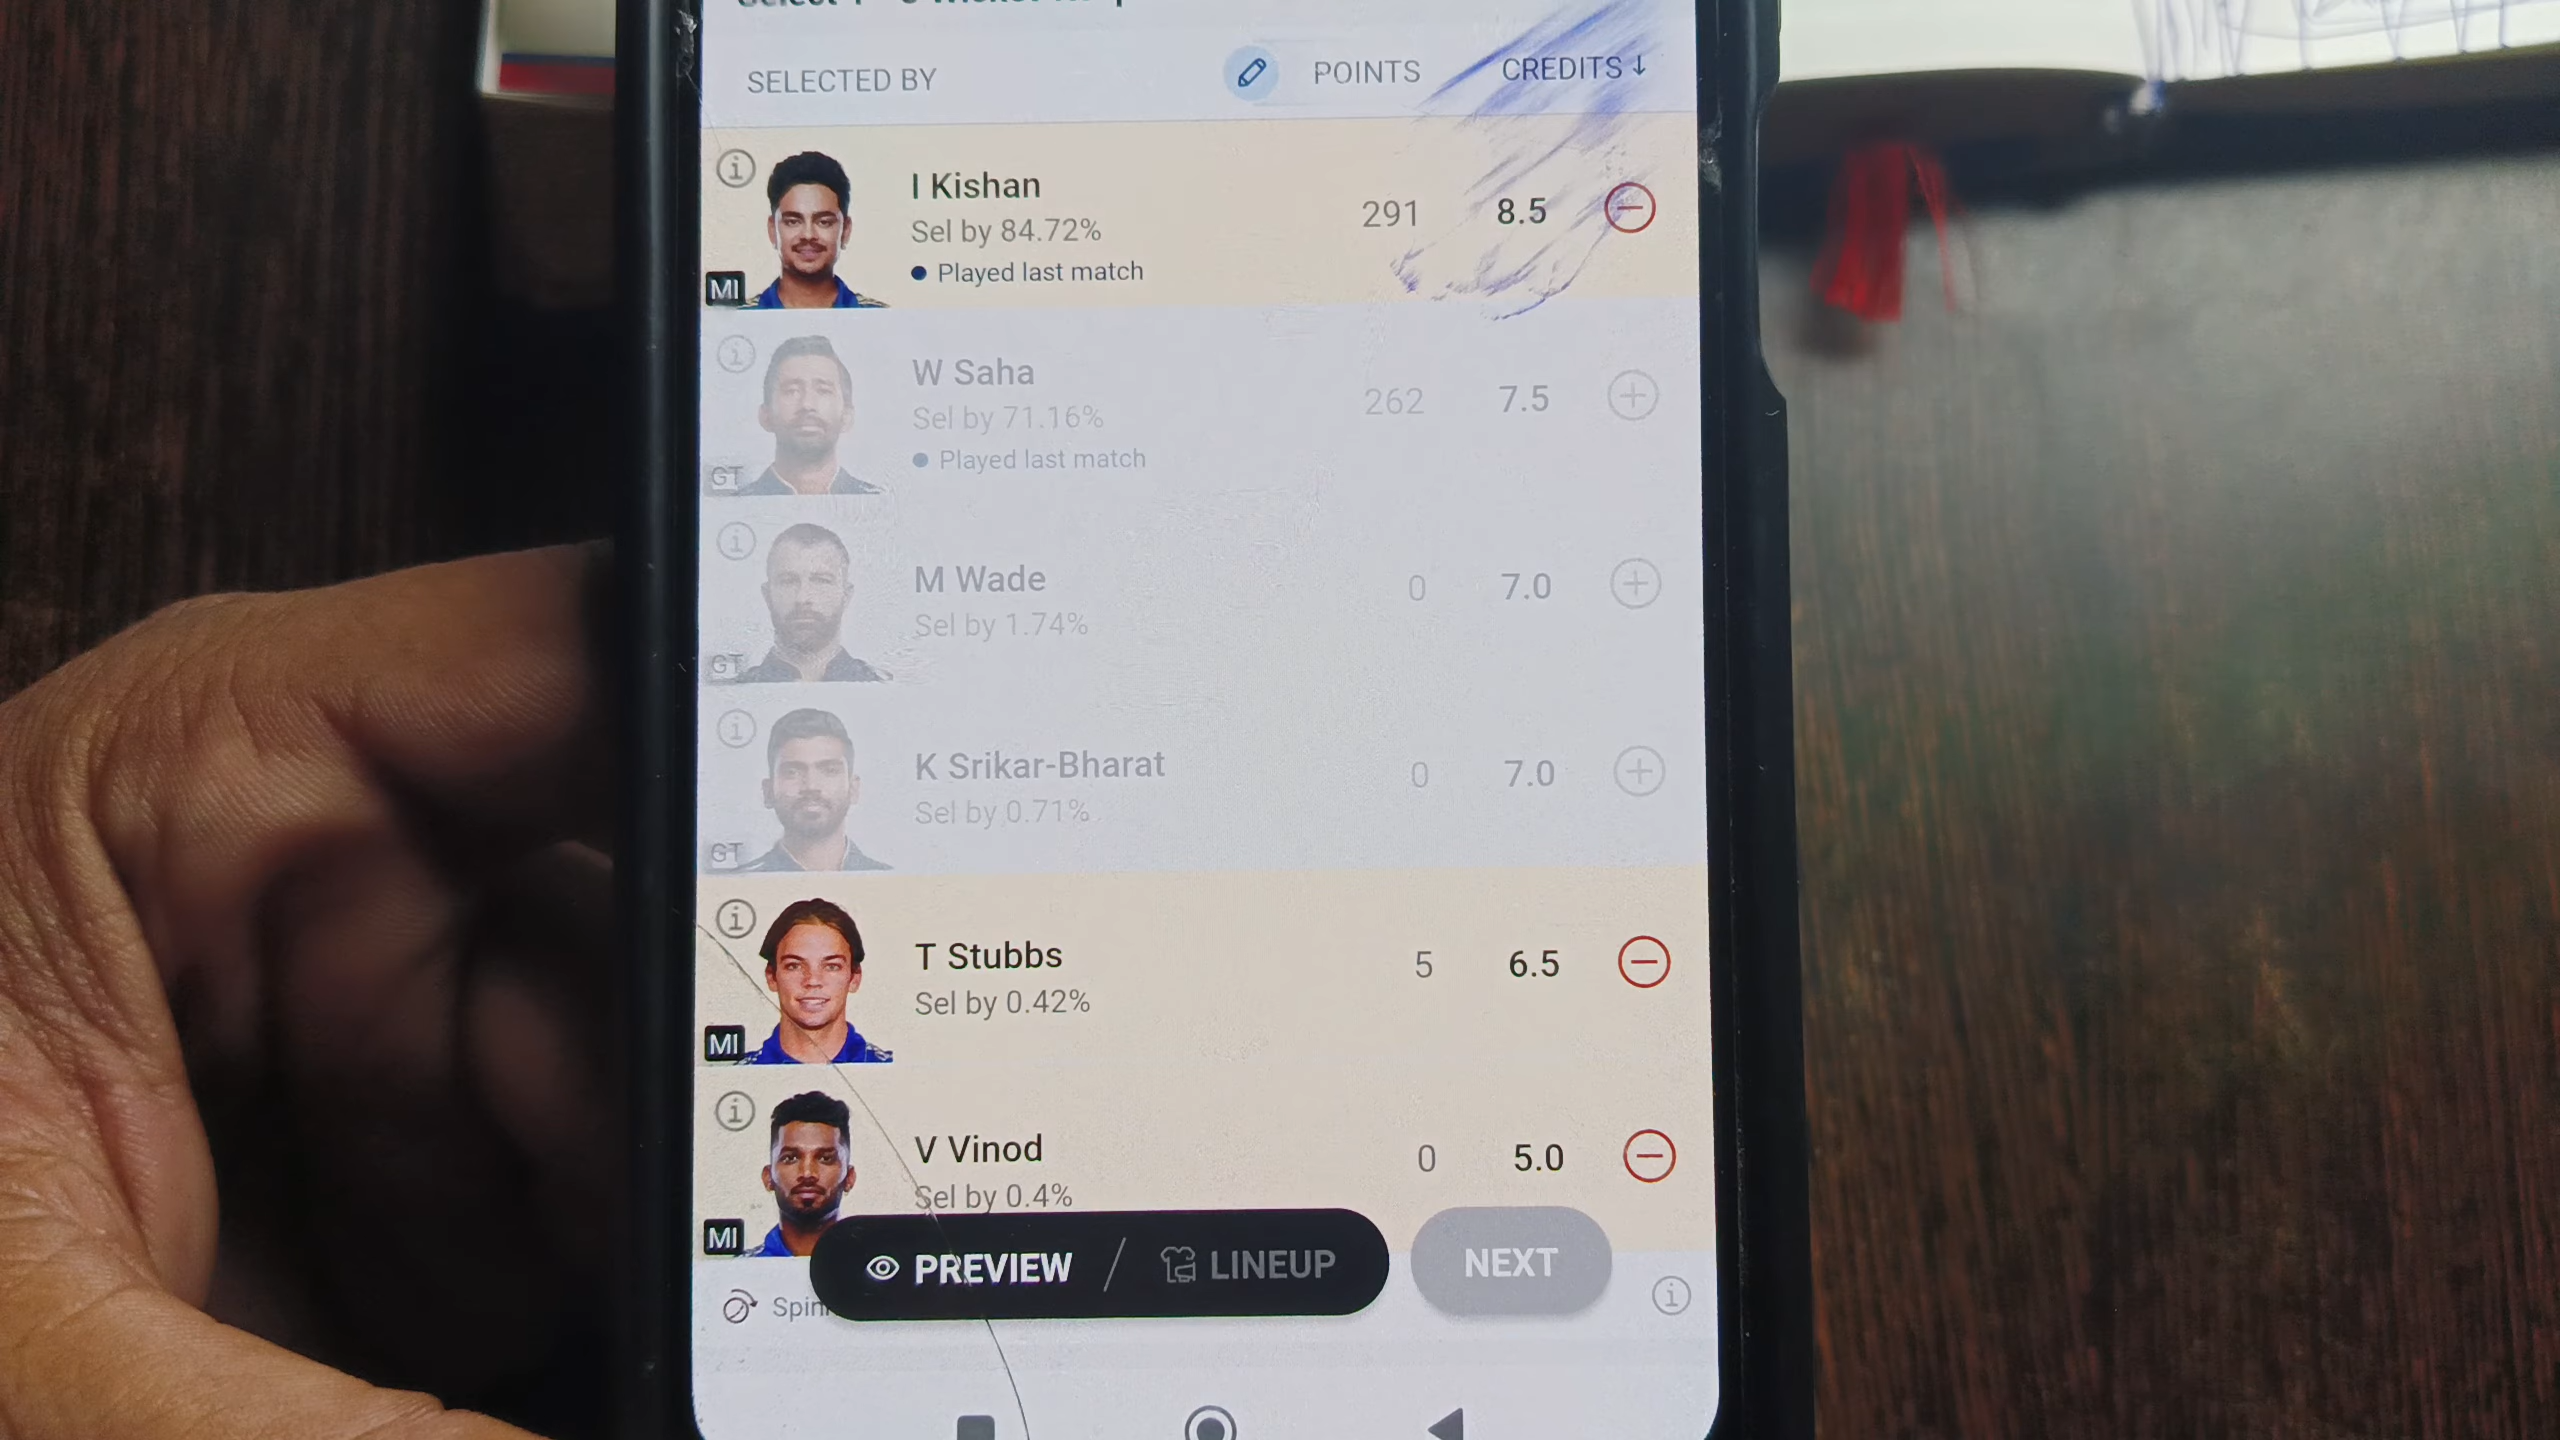 SELECTED BY POINTS CREDITS↓
I Kishan
Sel by 84.72%
291 8.5
Played last match
MI
W Saha
Sel by 71.16%
262 7.5
Played last match
GT
M Wade
Sel by 1.74%
0 7.0
GT
K Srikar-Bharat
Sel by 0.71%
0 7.0
GT
T Stubbs
Sel by 0.42%
5 6.5
MI
V Vinod
Sel by 0.4%
0 5.0
MI
PREVIEW / LINEUP NEXT